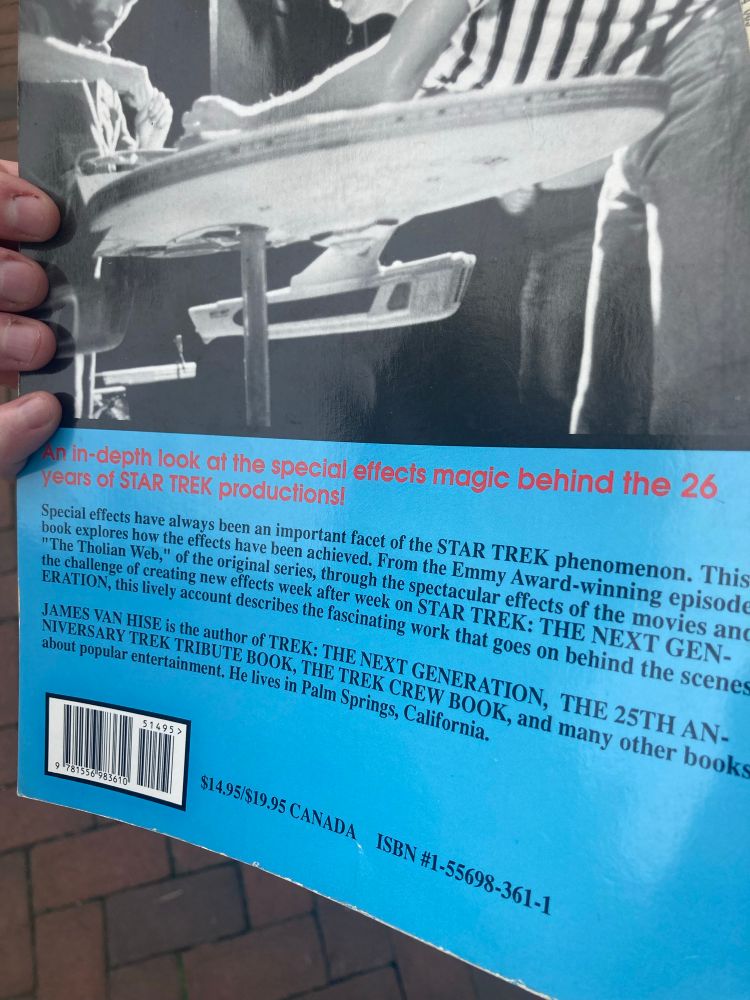 An in-depth look at the special effects magic behind the 26
years of STAR TREK productions!
Special effects have always been an important facet of the STAR TREK phenomenon. This
book explores how the effects have been achieved. From the Emmy Award-winning episode
"The Tholian Web," of the original series, through the spectacular effects of the movies and
the challenge of creating new effects week after week on STAR TREK: THE NEXT GEN-
ERATION, this lively account describes the fascinating work that goes on behind the scenes
JAMES VAN HISE is the author of TREK: THE NEXT GENERATION, THE 25TH AN-
NIVERSARY TREK TRIBUTE BOOK, THE TREK CREW BOOK, and many other books
about popular entertainment. He lives in Palm Springs, California.
51495>
9 781556 983610
$14.95/$19.95 CANADA ISBN #1-55698-361-1